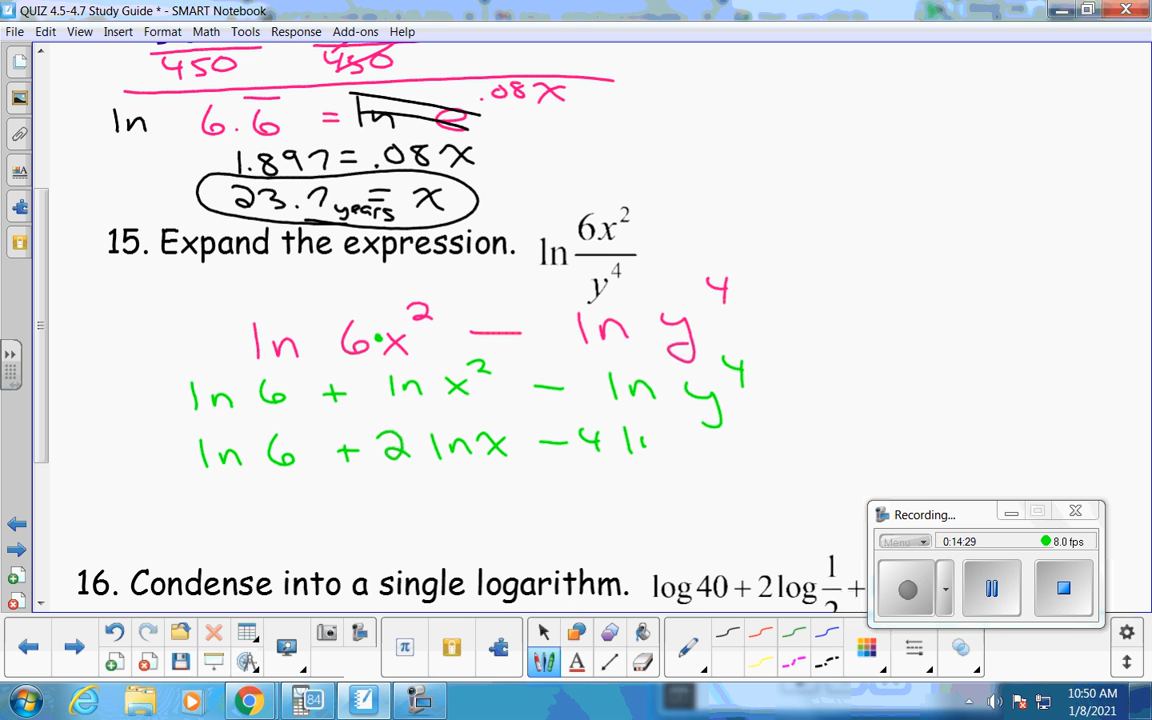 QUIZ 4.5-4.7 Study Guide * - SMART Notebook
File Edit View Insert Format Math Tools Response Add-ons Help
450 450
ln 6.6̅ = ln e^.08x
1.897 = .08x
23.7 years = x
15. Expand the expression. ln 6x²/y⁴
ln 6•x² — ln y⁴
ln 6 + ln x² − ln y⁴
ln 6 + 2 ln x − 4 l
Recording...
Menu 0:14:29 8.0 fps
16. Condense into a single logarithm. log 40 + 2 log 1/2 +
π A
84
10:50 AM
1/8/2021